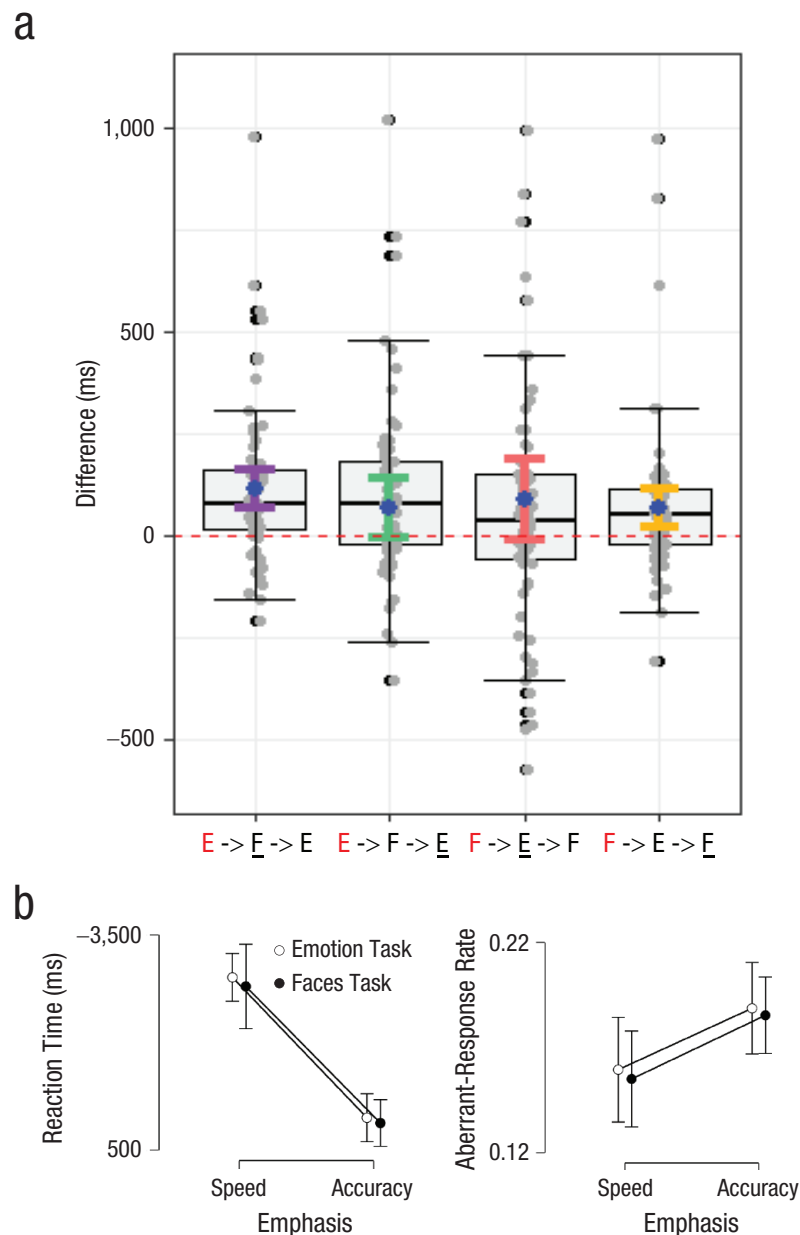 a
1,000
500
0
−500
Difference (ms)
E -> F -> E
E -> F -> E
F -> E -> F
F -> E -> F
b
−3,500
500
Reaction Time (ms)
Emotion Task
Faces Task
Speed
Accuracy
Emphasis
0.22
0.12
Aberrant-Response Rate
Speed
Accuracy
Emphasis